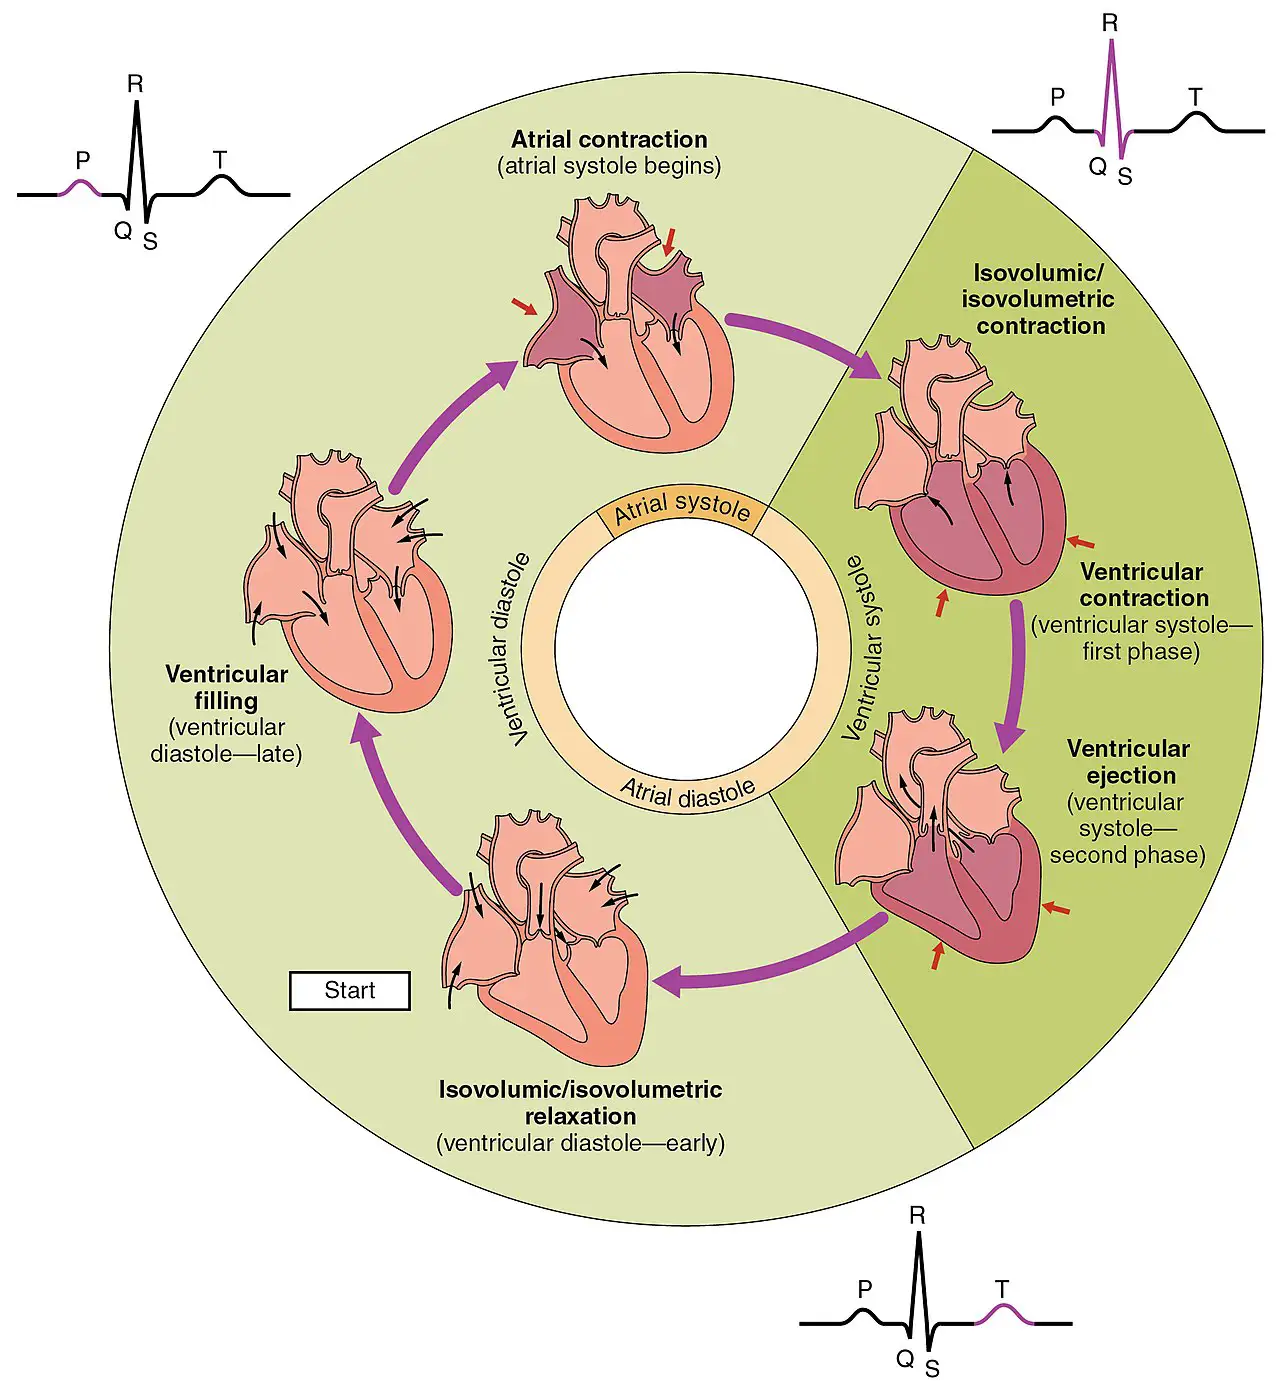 R
P
T
Q
S
R
P
T
Q
S
Atrial contraction
(atrial systole begins)
Isovolumic/
isovolumetric
contraction
Ventricular
contraction
(ventricular systole—
first phase)
Ventricular
ejection
(ventricular
systole—
second phase)
Isovolumic/isovolumetric
relaxation
(ventricular diastole—early)
Start
Ventricular
filling
(ventricular
diastole—late)
Atrial systole
Ventricular diastole
Ventricular systole
Atrial diastole
R
P
T
Q
S